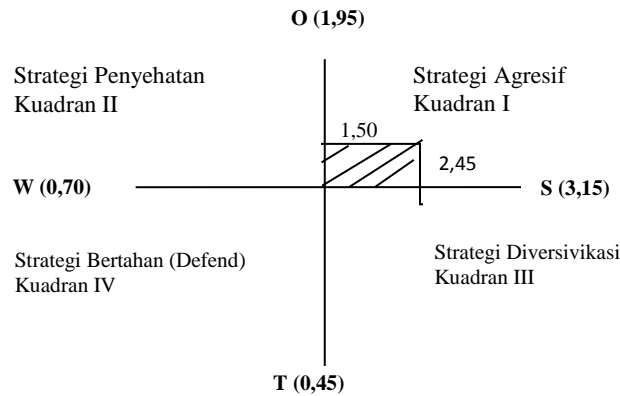 O (1,95)
Strategi Penyehatan
Kuadran II
Strategi Agresif
Kuadran I
1,50
2,45
W (0,70)
S (3,15)
Strategi Bertahan (Defend)
Kuadran IV
Strategi Diversivikasi
Kuadran III
T (0,45)